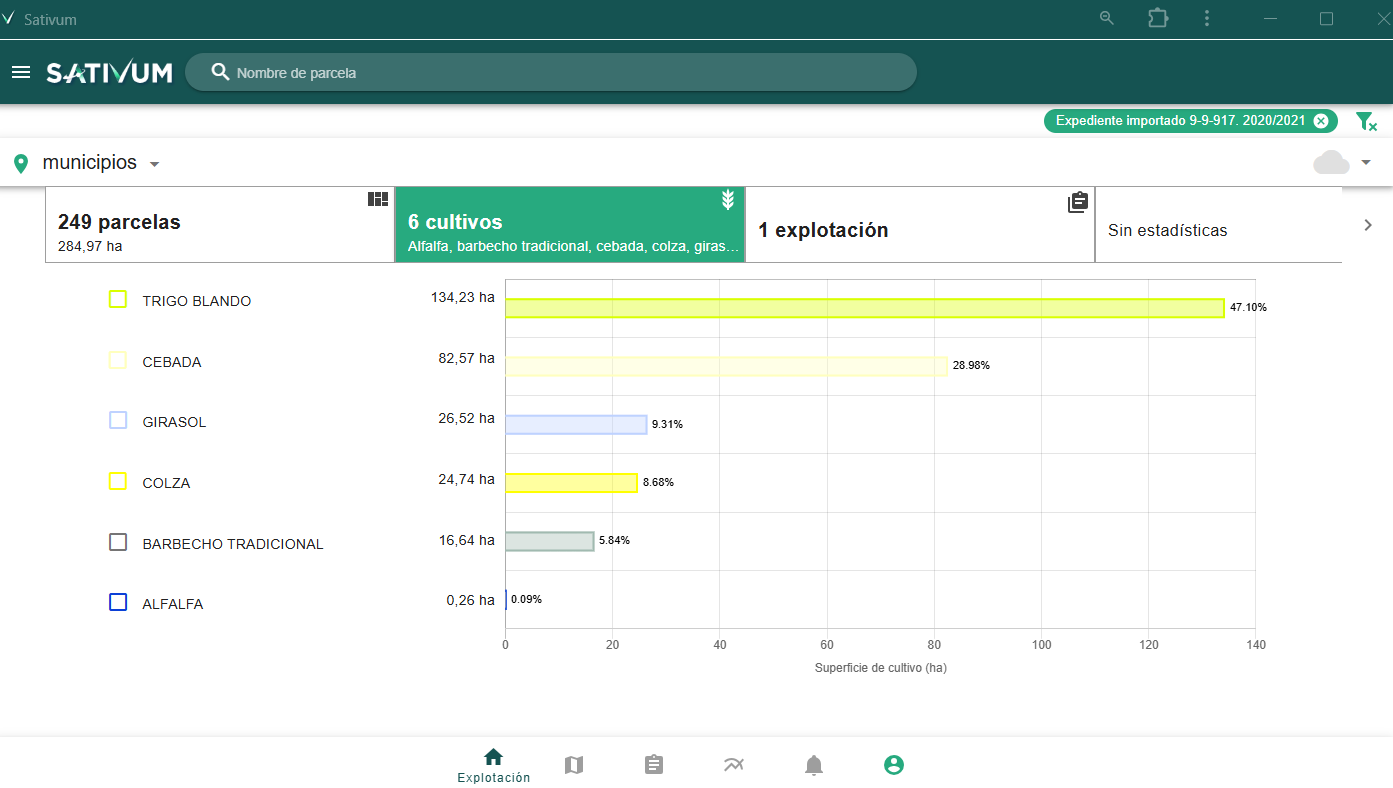 Sativum
SATIVUM
Nombre de parcela
Expediente importado 9-9-917. 2020/2021
municipios
249 parcelas
284,97 ha
6 cultivos
Alfalfa, barbecho tradicional, cebada, colza, giras...
1 explotación
Sin estadísticas
TRIGO BLANDO 134,23 ha 47.10%
CEBADA 82,57 ha 28.98%
GIRASOL 26,52 ha 9.31%
COLZA 24,74 ha 8.68%
BARBECHO TRADICIONAL 16,64 ha 5.84%
ALFALFA 0,26 ha 0.09%
0 20 40 60 80 100 120 140
Superficie de cultivo (ha)
Explotación